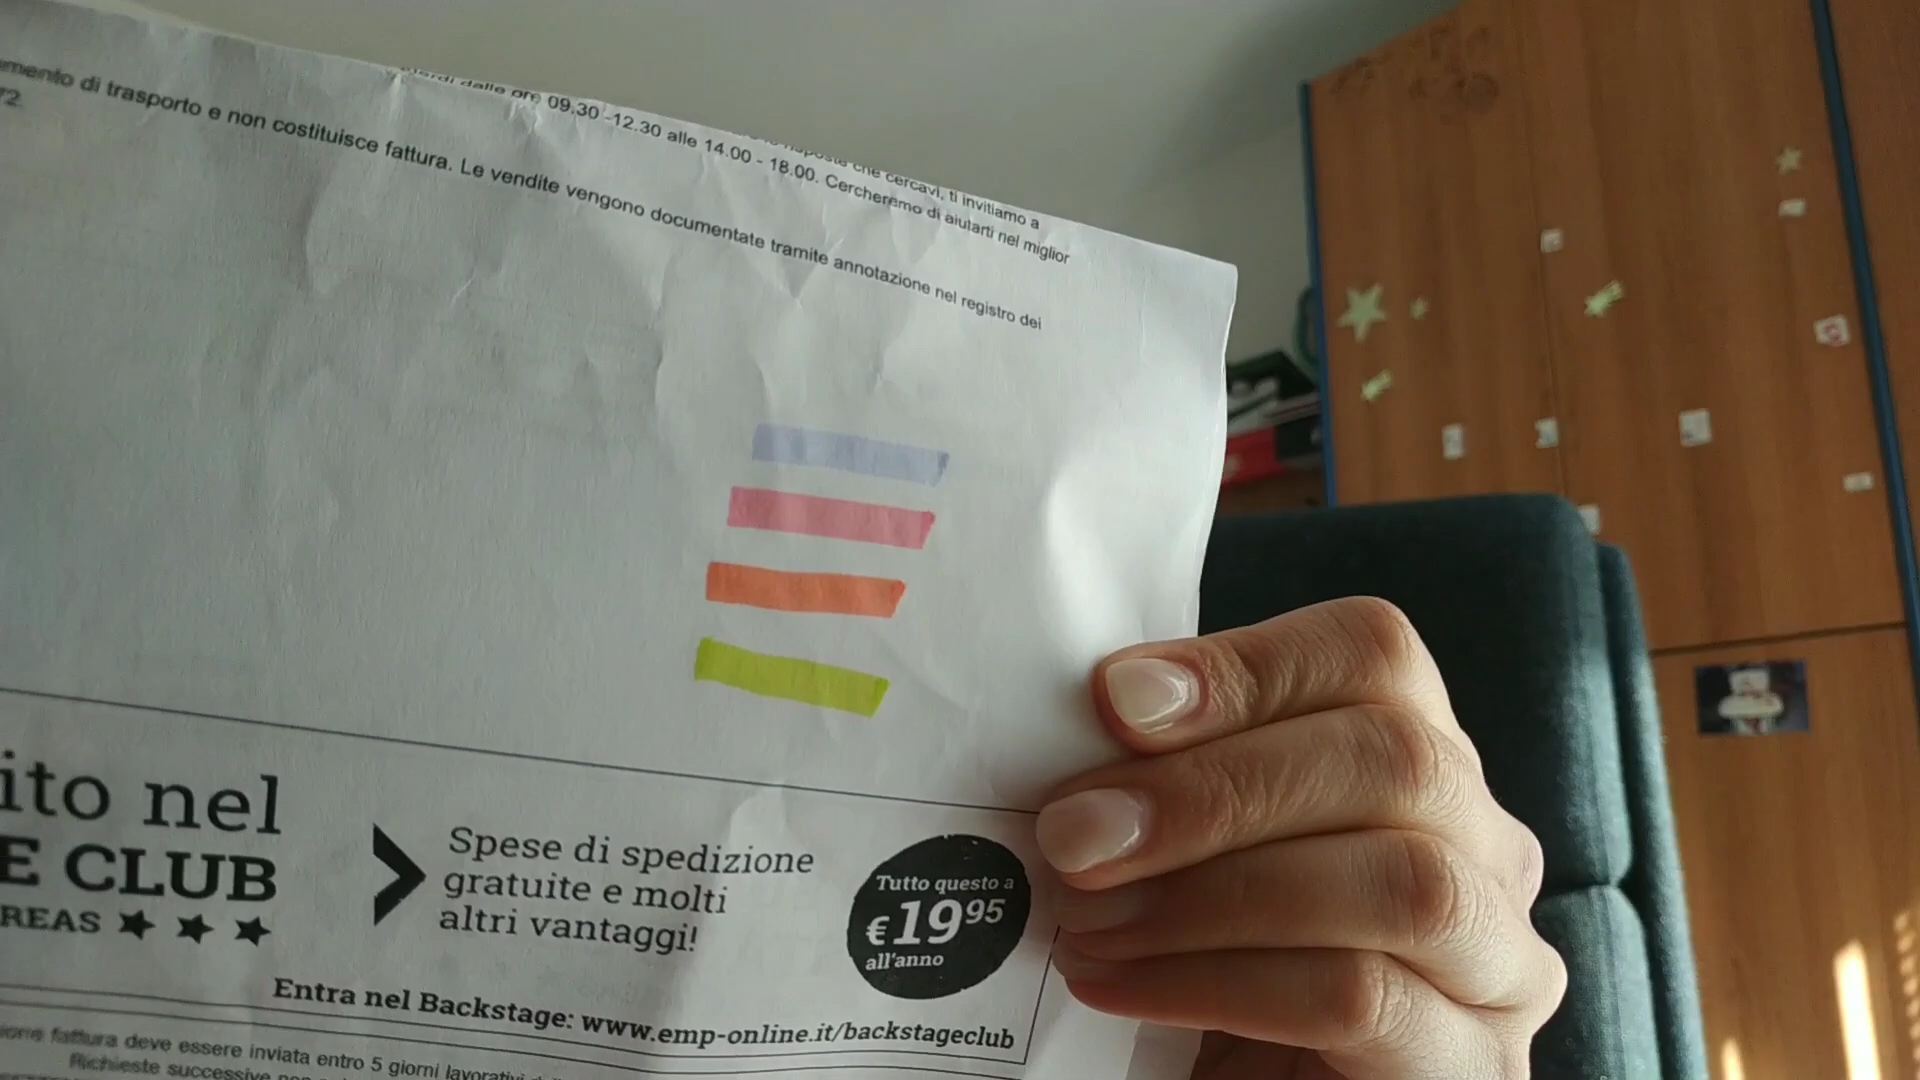 dalle ore 09.30 -12.30 alle 14.00 - 18.00. Cercheremo di aiutarti nel miglior
che cercavi, ti invitiamo a
di trasporto e non costituisce fattura. Le vendite vengono documentate tramite annotazione nel registro dei
ito nel
E CLUB
REAS
Spese di spedizione
gratuite e molti
altri vantaggi!
Tutto questo a
€1995
all'anno
Entra nel Backstage: www.emp-online.it/backstageclub
fattura deve essere inviata entro 5 giorni lavorativi
Richieste successive